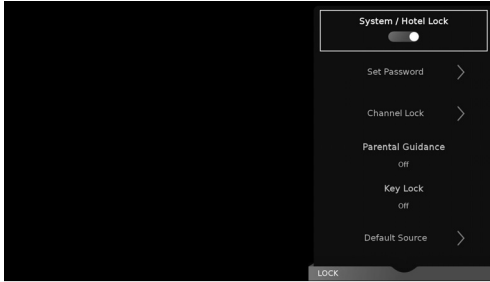 System / Hotel Lock
Set Password
Channel Lock
Parental Guidance
Off
Key Lock
Off
Default Source
LOCK